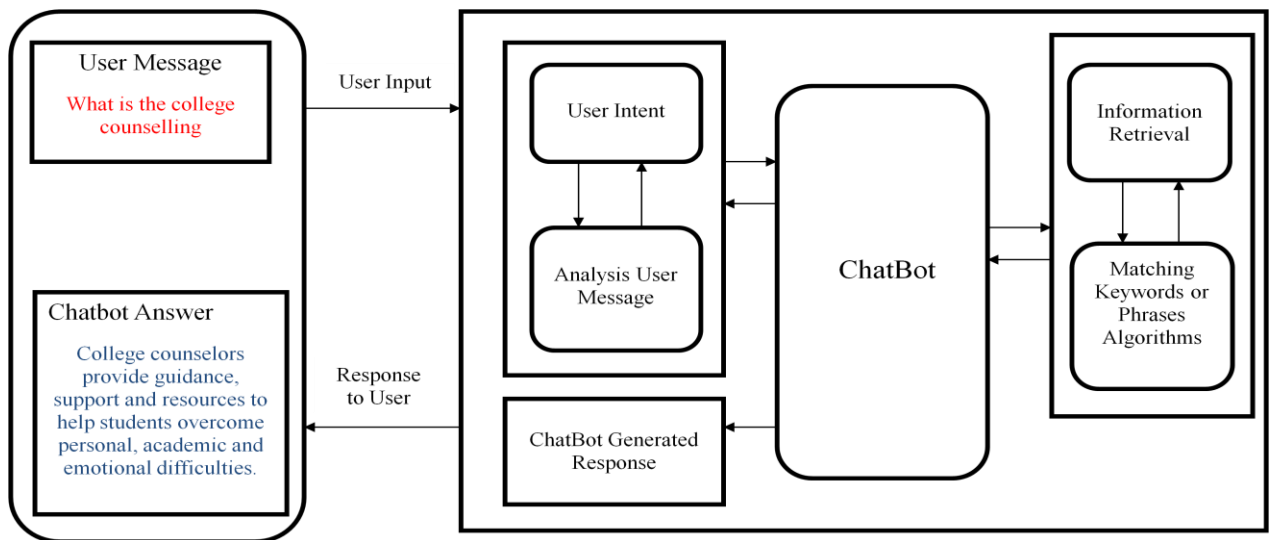 User Message
What is the college
counselling
Chatbot Answer
College counselors
provide guidance,
support and resources to
help students overcome
personal, academic and
emotional difficulties.
User Input
Response
to User
User Intent
Analysis User
Message
ChatBot Generated
Response
ChatBot
Information
Retrieval
Matching
Keywords or
Phrases
Algorithms